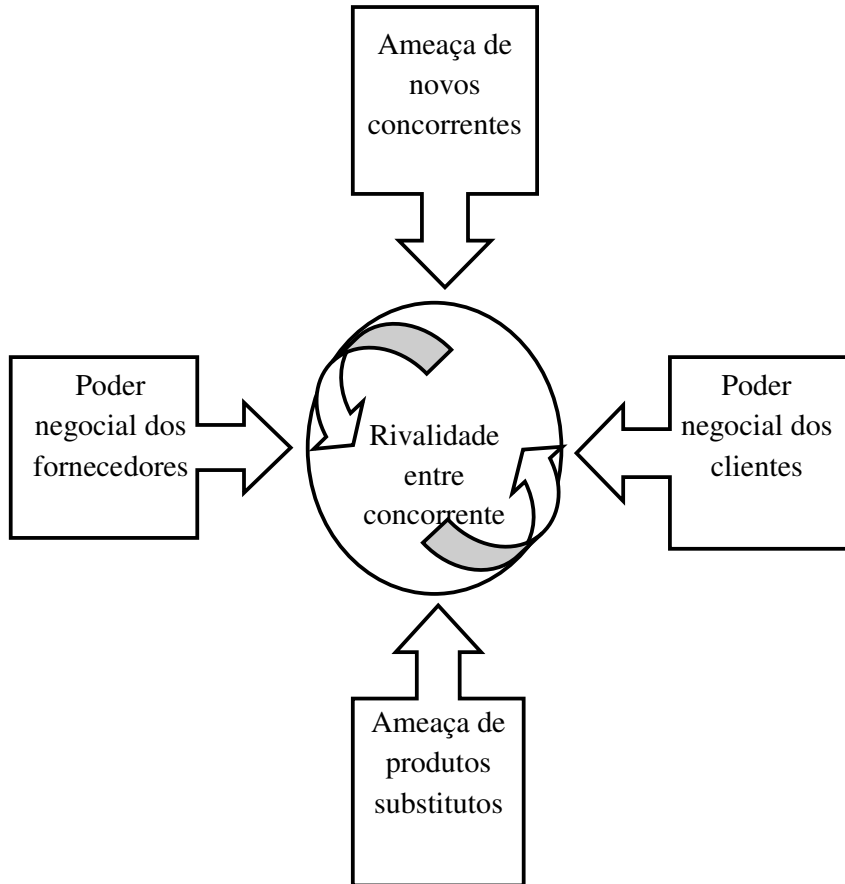 Ameaça de
novos
concorrentes
Poder
negocial dos
fornecedores
Rivalidade
entre
concorrente
Poder
negocial dos
clientes
Ameaça de
produtos
substitutos